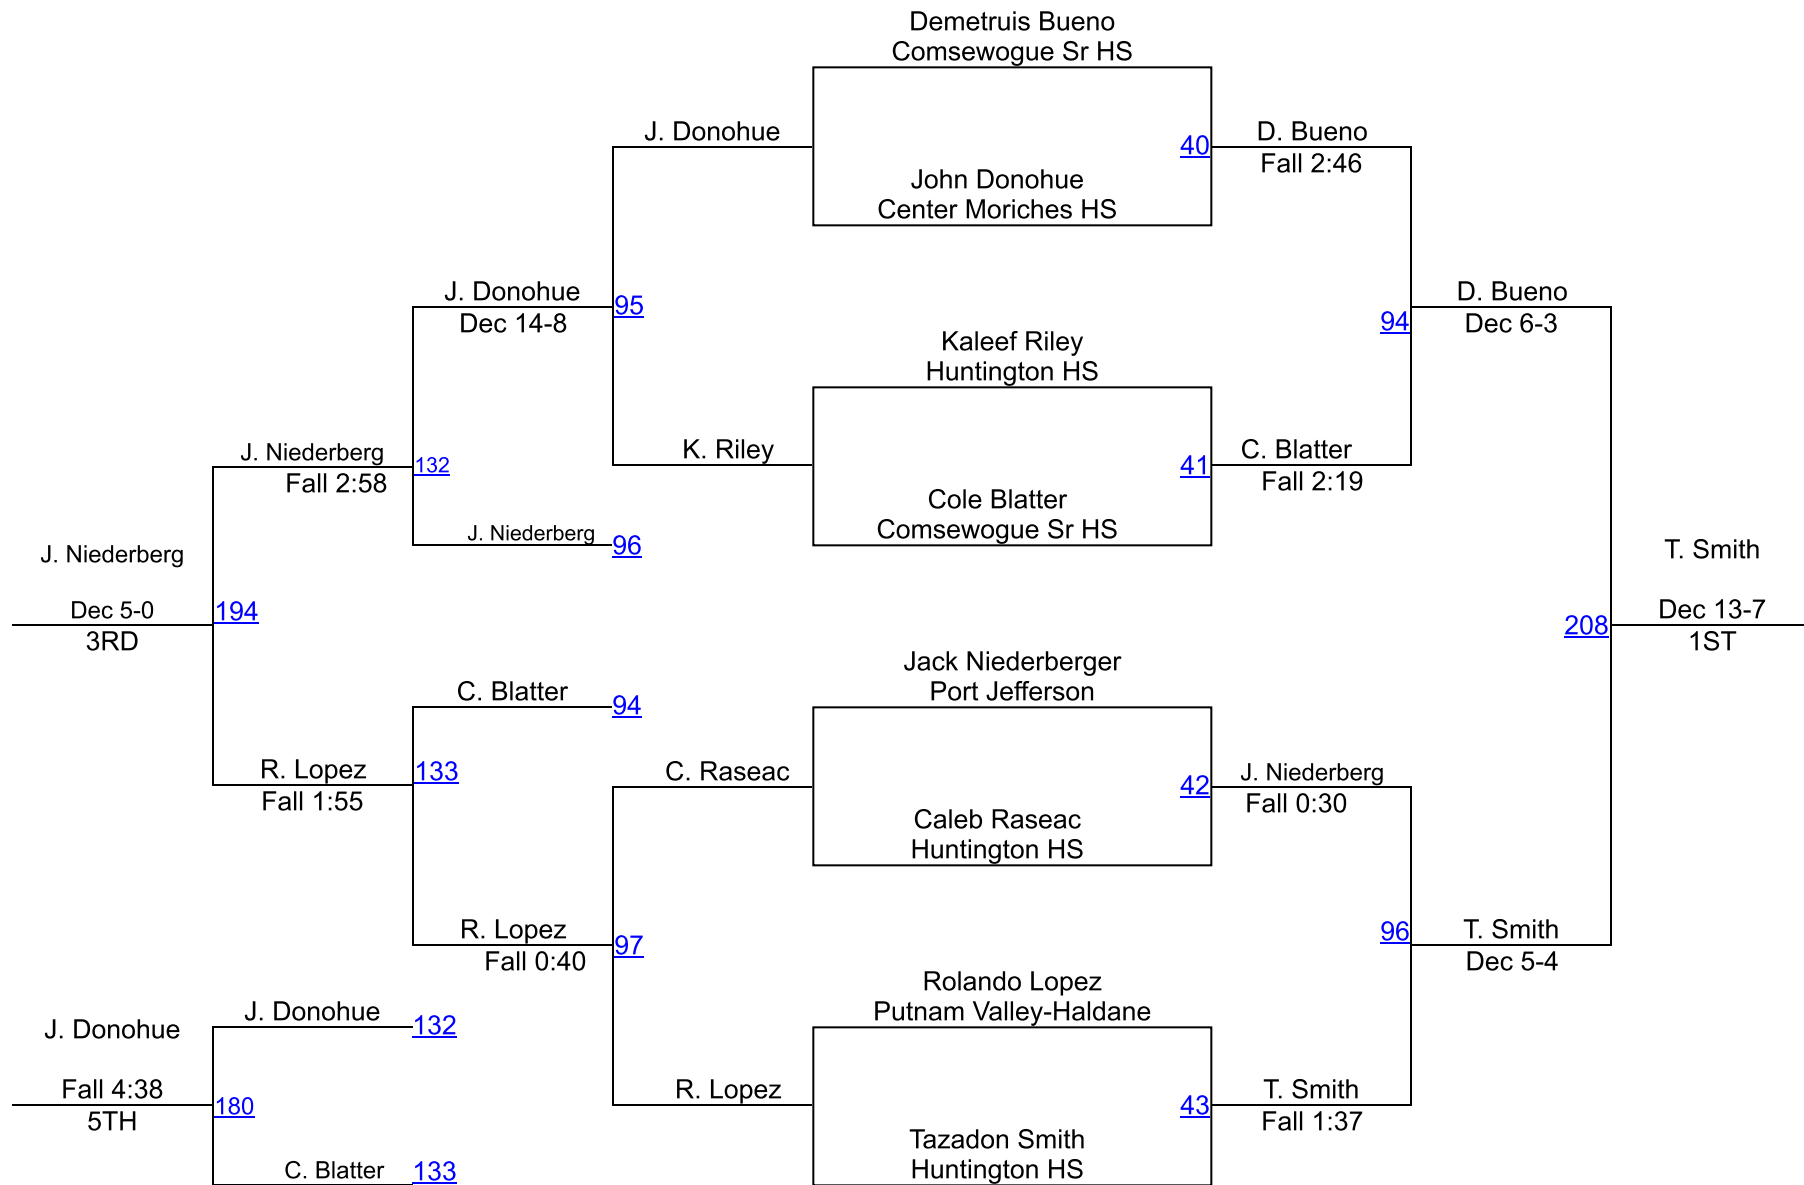 Demetruis Bueno
Comsewogue Sr HS
J. Donohue
40
D. Bueno
Fall 2:46
John Donohue
Center Moriches HS
J. Donohue
Dec 14-8
95
94
D. Bueno
Dec 6-3
Kaleef Riley
Huntington HS
J. Niederberg
Fall 2:58
132
K. Riley
41
C. Blatter
Fall 2:19
Cole Blatter
Comsewogue Sr HS
J. Niederberg
96
J. Niederberg
Dec 5-0
3RD
194
T. Smith
208
Dec 13-7
1ST
Jack Niederberger
Port Jefferson
C. Blatter
94
R. Lopez
Fall 1:55
133
C. Raseac
42
J. Niederberg
Fall 0:30
Caleb Raseac
Huntington HS
R. Lopez
Fall 0:40
97
96
T. Smith
Dec 5-4
Rolando Lopez
Putnam Valley-Haldane
J. Donohue
132
J. Donohue
Fall 4:38
5TH
180
R. Lopez
43
T. Smith
Fall 1:37
Tazadon Smith
Huntington HS
C. Blatter
133